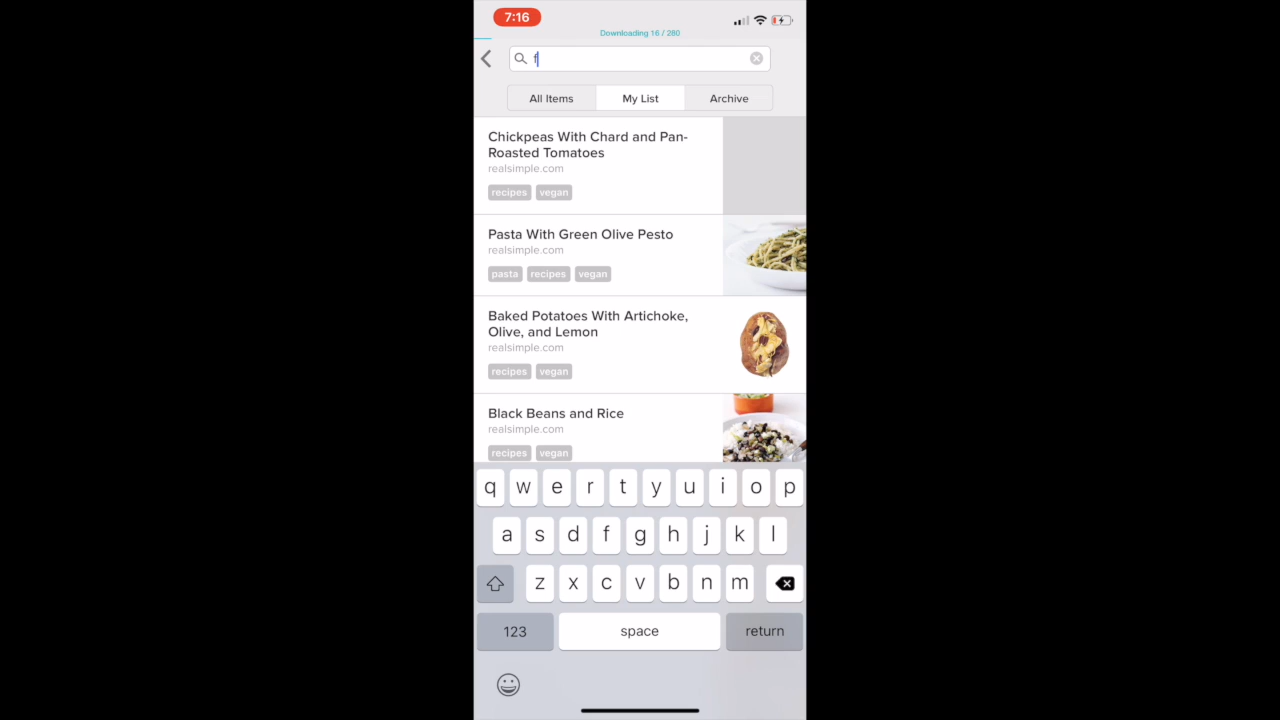 7:16
Downloading 16 / 280
f
All Items
My List
Archive
Chickpeas With Chard and Pan-
Roasted Tomatoes
realsimple.com
recipes vegan
Pasta With Green Olive Pesto
realsimple.com
pasta recipes vegan
Baked Potatoes With Artichoke,
Olive, and Lemon
realsimple.com
recipes vegan
Black Beans and Rice
realsimple.com
recipes vegan
q w e r t y u i o p
a s d f g h j k l
z x c v b n m
123 space return